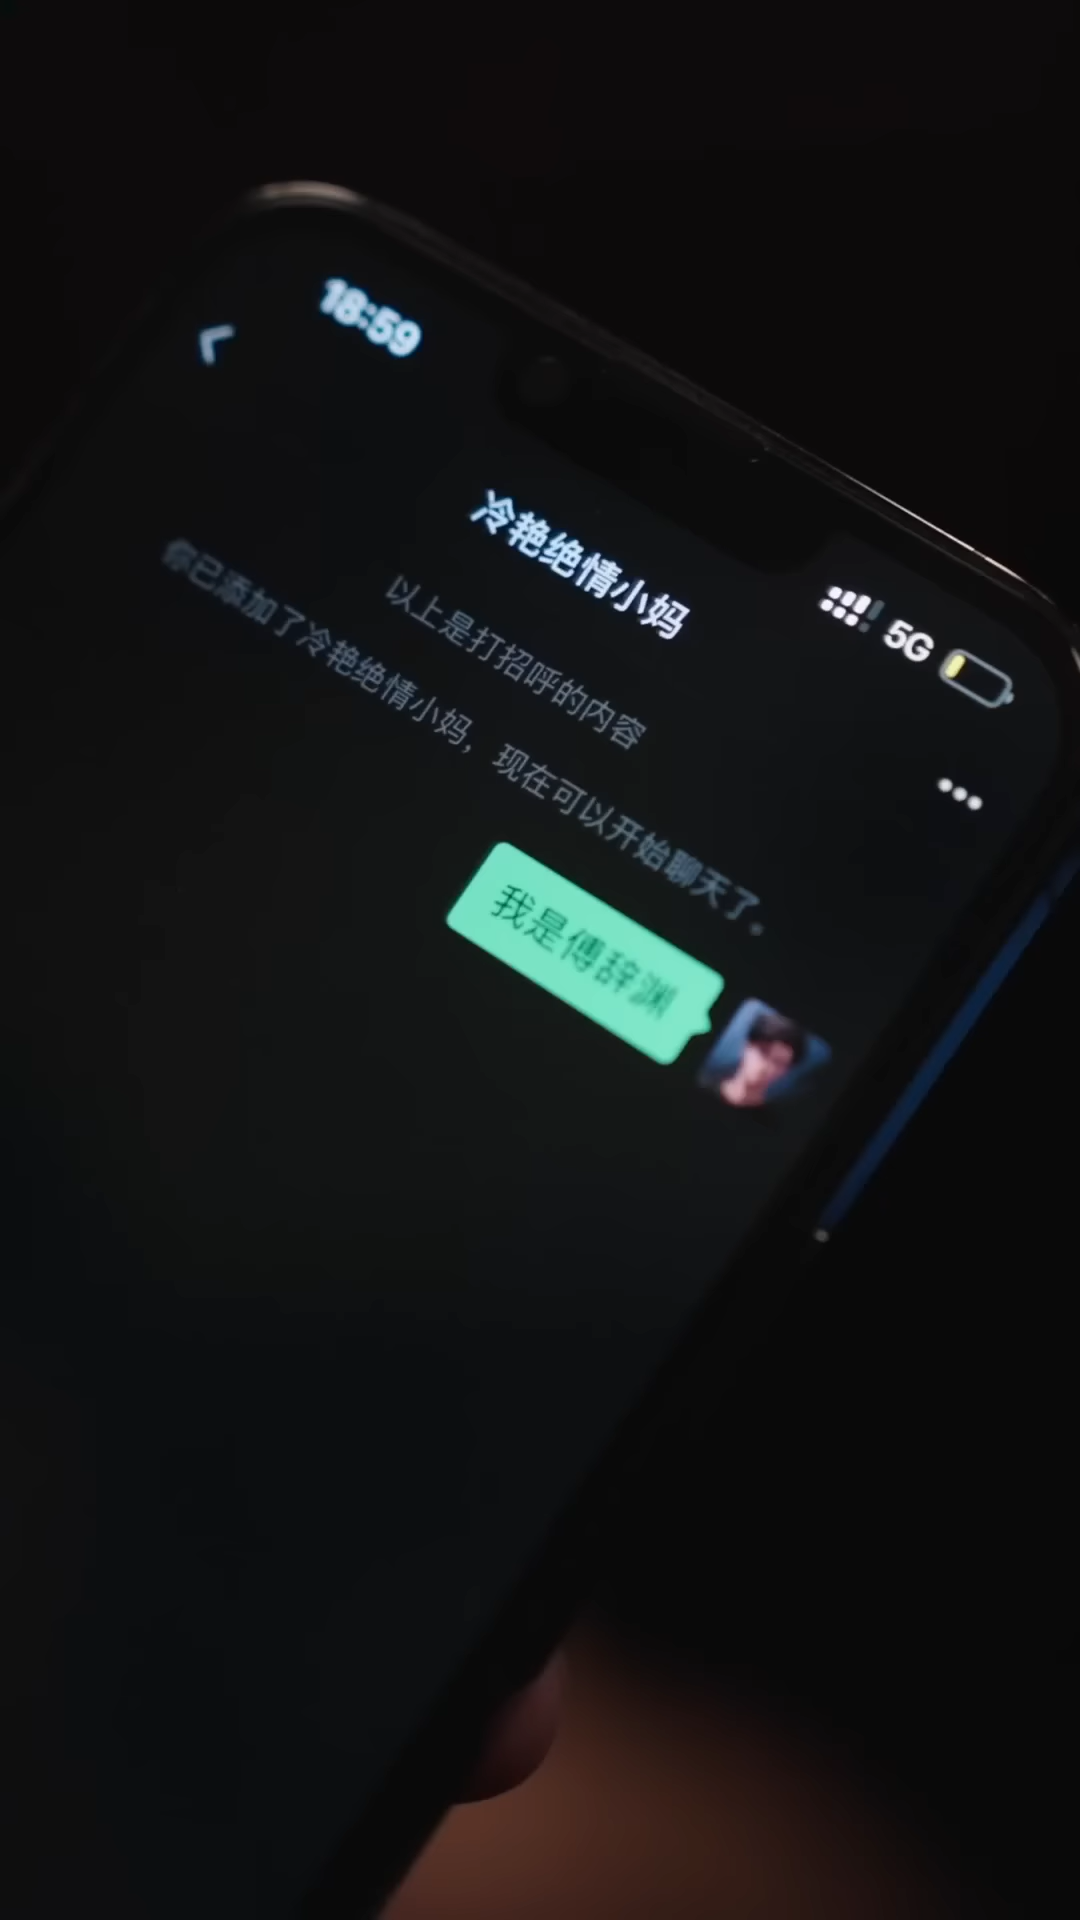 18:59
5G
冷艳绝情小妈
以上是打招呼的内容
你已添加了冷艳绝情小妈，现在可以开始聊天了。
我是傅辞渊